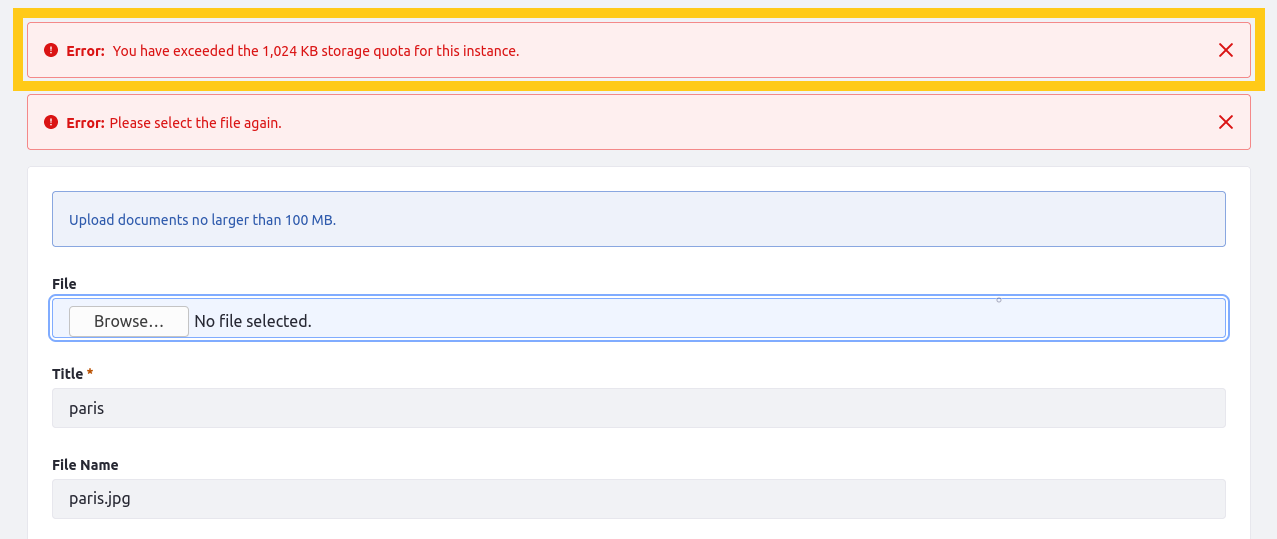 Error: You have exceeded the 1,024 KB storage quota for this instance.
Error: Please select the file again.
Upload documents no larger than 100 MB.
File
Browse... No file selected.
Title *
paris
File Name
paris.jpg